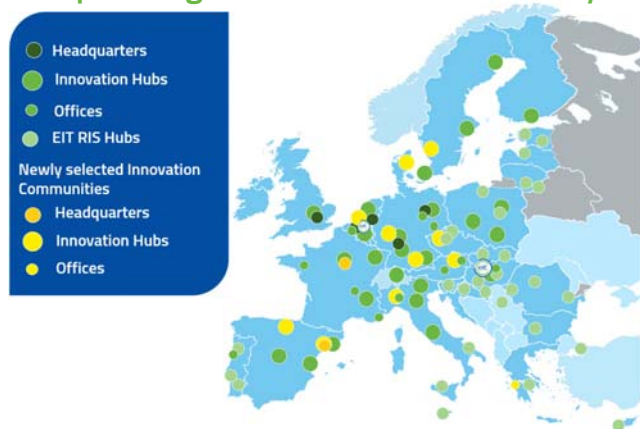 Headquarters
Innovation Hubs
Offices
EIT RIS Hubs
Newly selected Innovation
Communities
Headquarters
Innovation Hubs
Offices